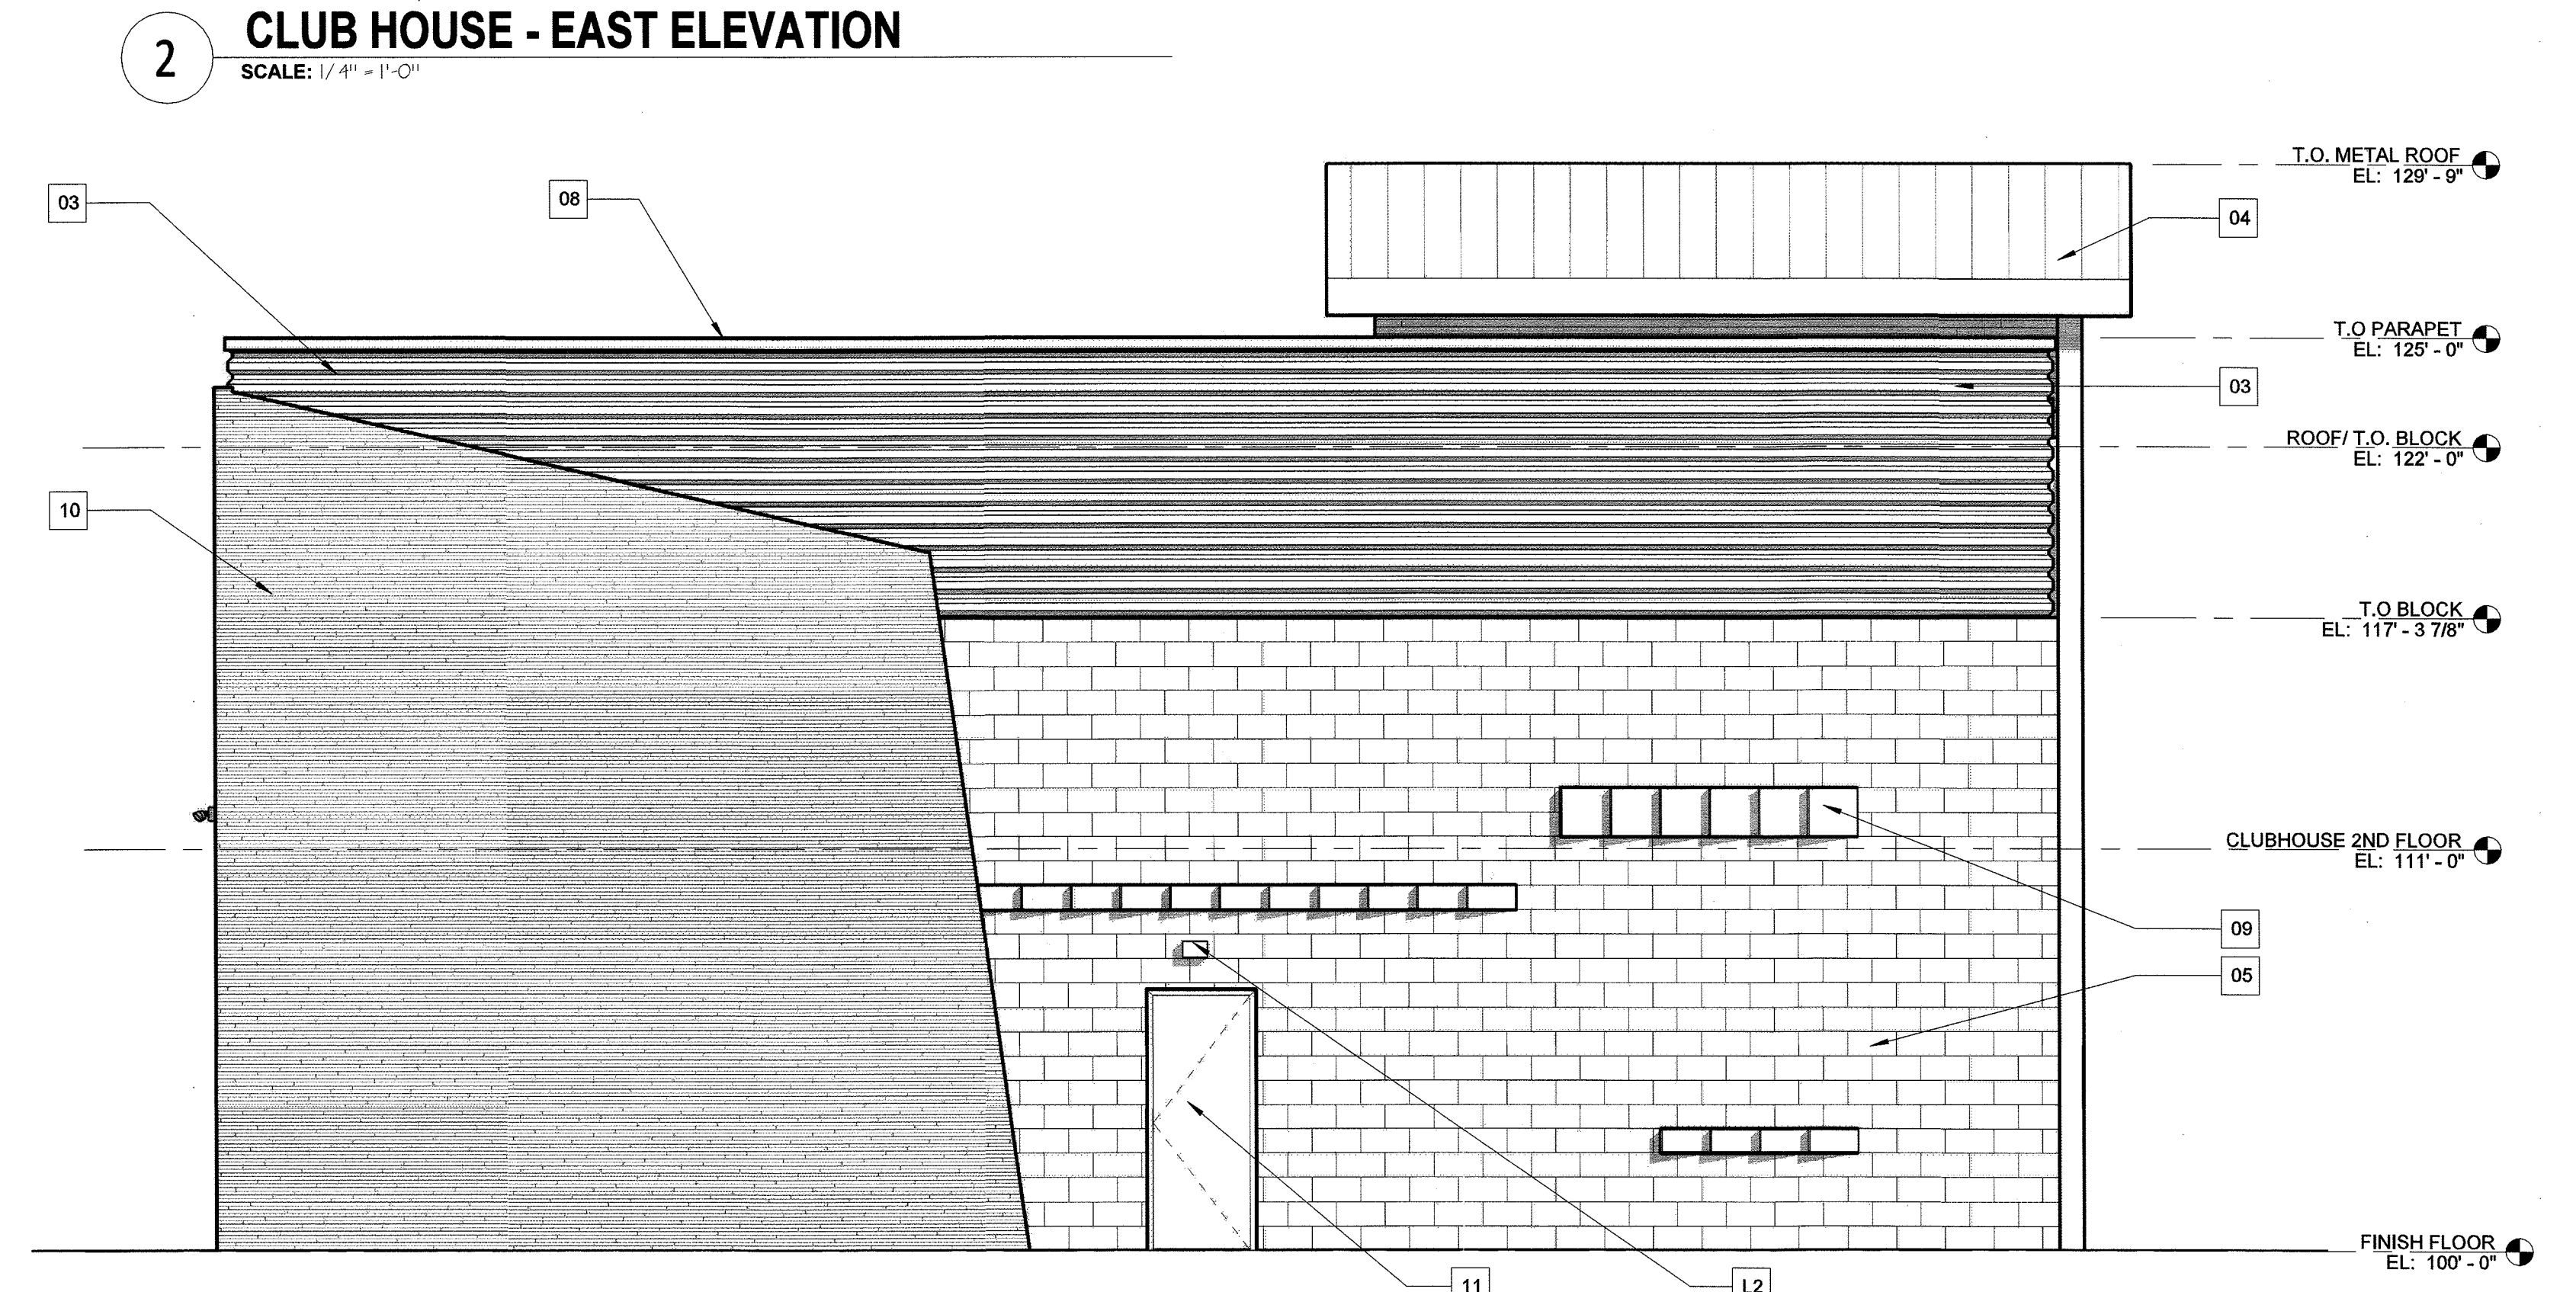 2
CLUB HOUSE - EAST ELEVATION
SCALE: 1/4" = 1'-0"
T.O. METAL ROOF
EL: 129' - 9"
03
08
04
T.O PARAPET
EL: 125' - 0"
03
ROOF/ T.O. BLOCK
EL: 122' - 0"
10
T.O BLOCK
EL: 117' - 3 7/8"
CLUBHOUSE 2ND FLOOR
EL: 111' - 0"
09
05
FINISH FLOOR
EL: 100' - 0"
11
L2